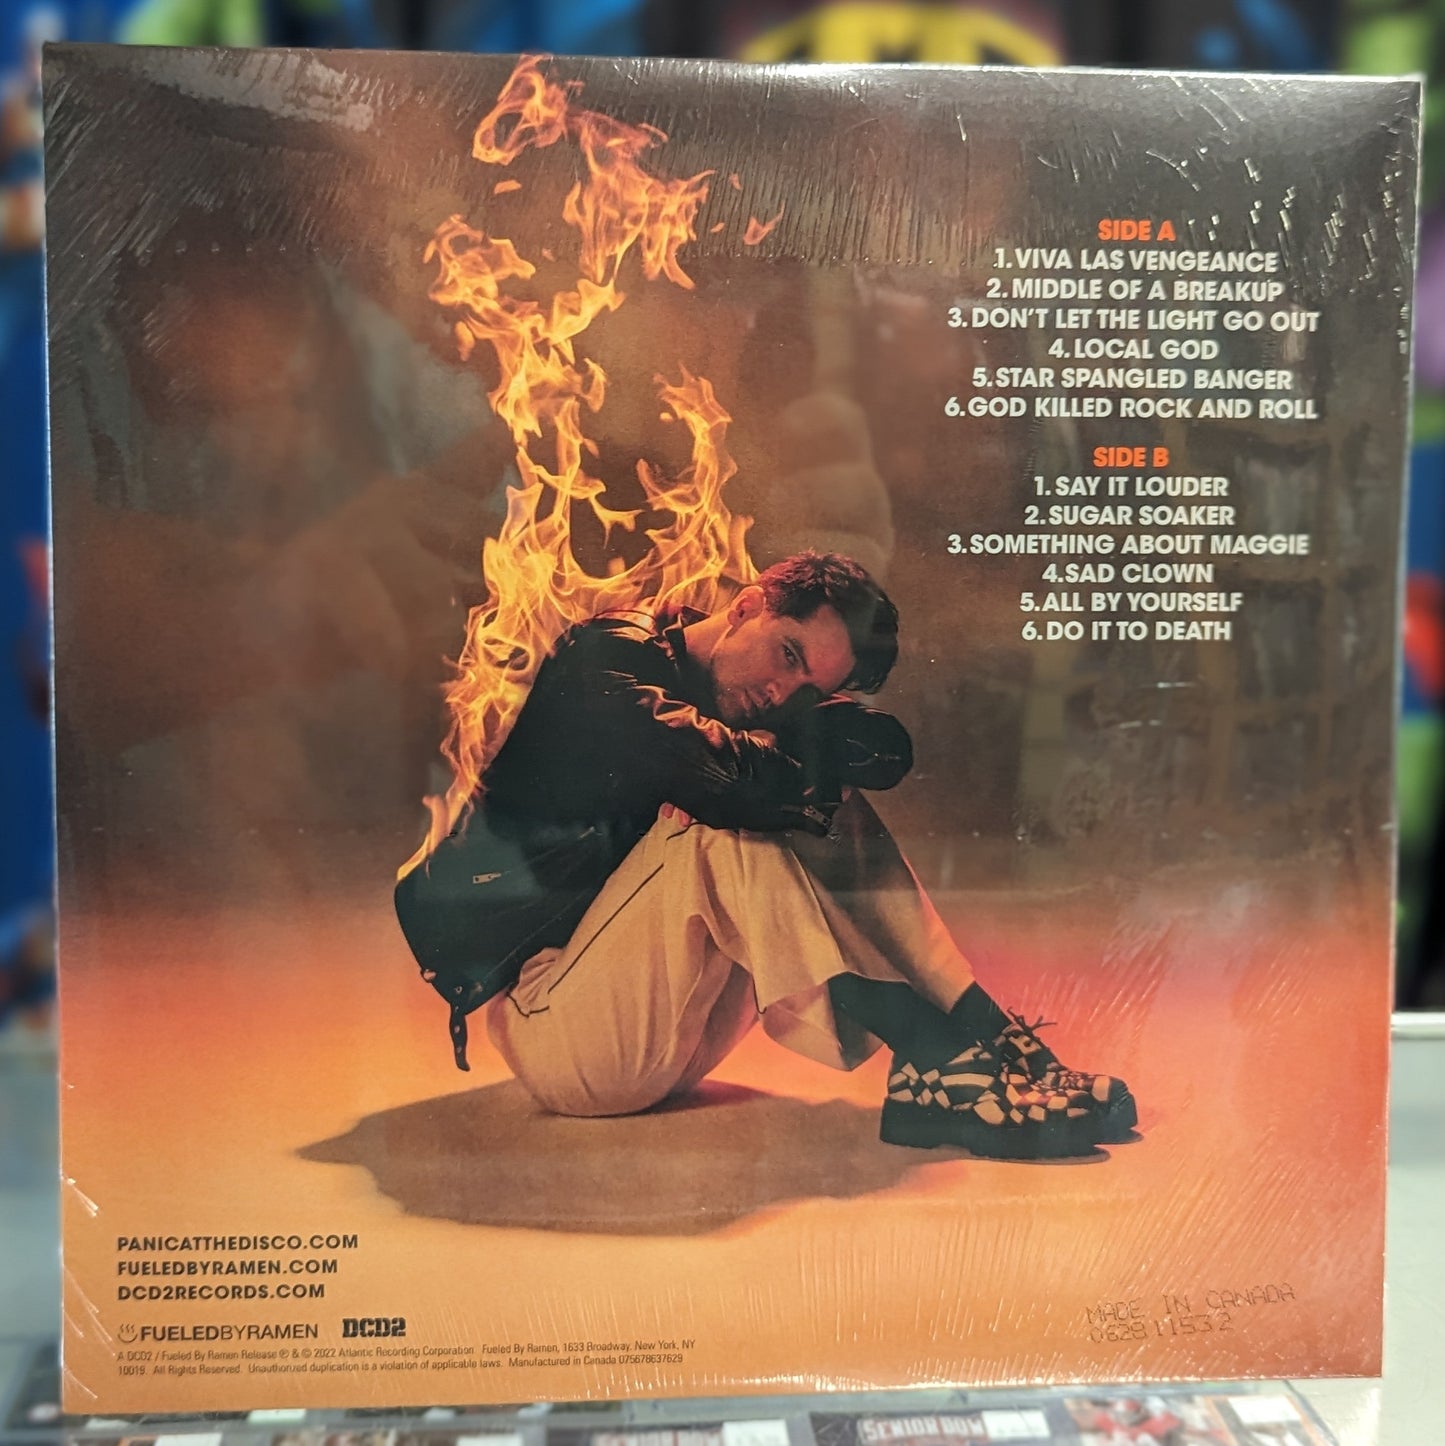 SIDE A
1. VIVA LAS VENGEANCE
2. MIDDLE OF A BREAKUP
3. DON'T LET THE LIGHT GO OUT
4. LOCAL GOD
5. STAR SPANGLED BANGER
6. GOD KILLED ROCK AND ROLL
SIDE B
1. SAY IT LOUDER
2. SUGAR SOAKER
3. SOMETHING ABOUT MAGGIE
4. SAD CLOWN
5. ALL BY YOURSELF
6. DO IT TO DEATH
PANICATTHEDISCO.COM
FUELEDBYRAMEN.COM
DCD2RECORDS.COM
FUELEDBYRAMEN DCD2
A DCD2 / Fueled By Ramen Release ℗ & © 2022 Atlantic Recording Corporation Fueled By Ramen, 1633 Broadway, New York, NY
10019. All Rights Reserved. Unauthorized duplication is a violation of applicable laws. Manufactured in Canada 075678637629
MADE IN CANADA
062811532
SENIOR BOWL